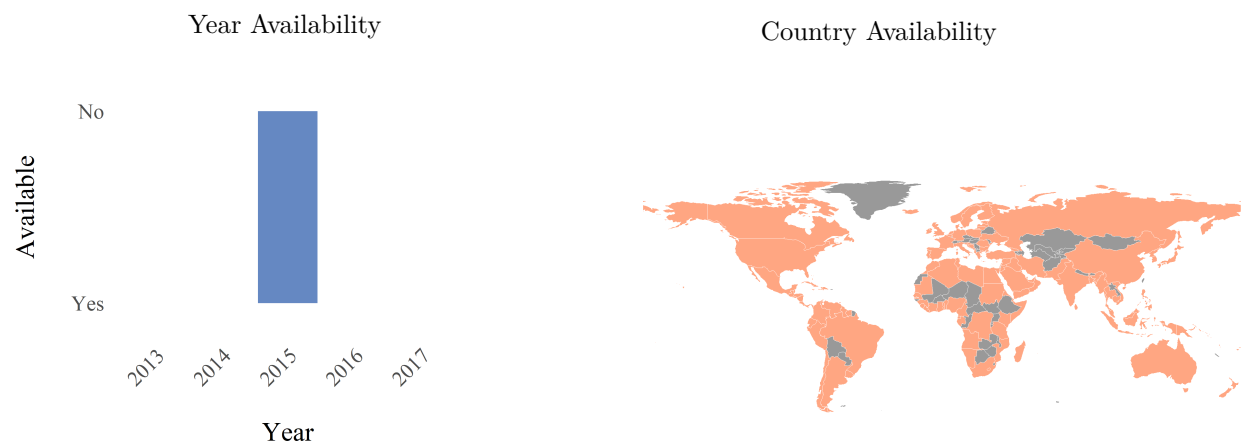 Year Availability
Country Availability
No
Available
Yes
2013
2014
2015
2016
2017
Year